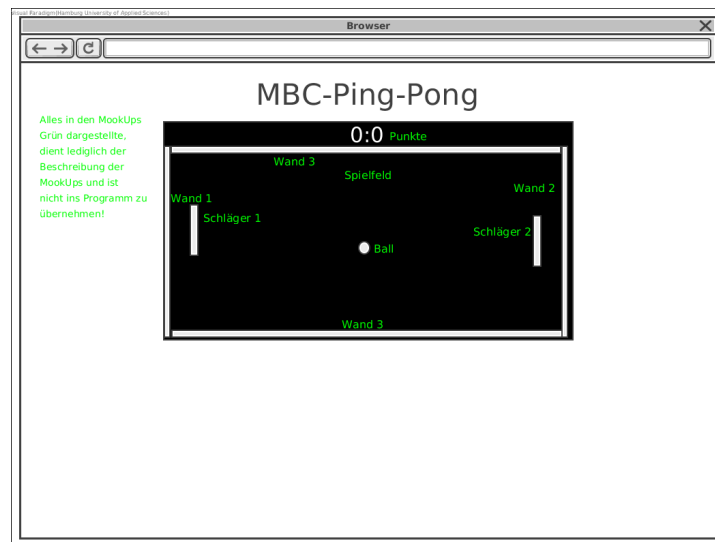 Visual Paradigm(Hamburg University of Applied Sciences)
Browser
MBC-Ping-Pong
Alles in den MookUps
Grün dargestellte,
dient lediglich der
Beschreibung der
MookUps und ist
nicht ins Programm zu
übernehmen!
0:0 Punkte
Wand 3
Spielfeld
Wand 2
Wand 1
Schläger 1
Schläger 2
Ball
Wand 3